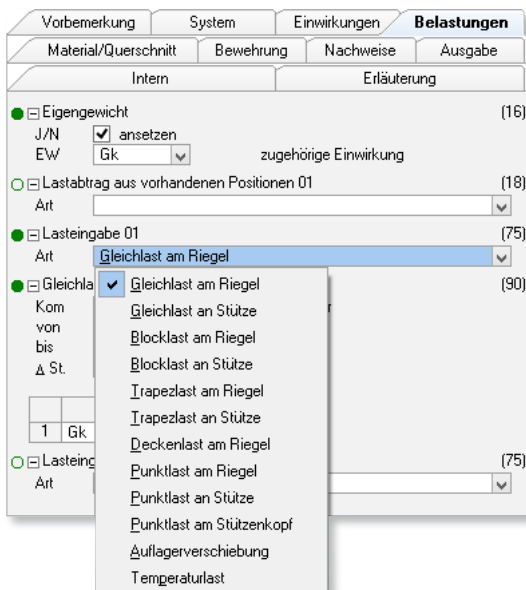 Vorbemerkung System Einwirkungen Belastungen
Material/Querschnitt Bewehrung Nachweise Ausgabe
Intern Erläuterung
Eigengewicht (16)
J/N ansetzen
EW Gk zugehörige Einwirkung
Lastabtrag aus vorhandenen Positionen 01 (18)
Art
Lasteingabe 01 (75)
Art Gleichlast am Riegel
Gleichla (90)
Gleichlast am Riegel
Kom r
Gleichlast an Stütze
von
Blocklast am Riegel
bis
Blocklast an Stütze
Δ St.
Trapezlast am Riegel
Trapezlast an Stütze
Deckenlast am Riegel
1 Gk
Punktlast am Riegel
Lasteing (75)
Art
Punktlast an Stütze
Punktlast am Stützenkopf
Auflagerverschiebung
Temperaturlast